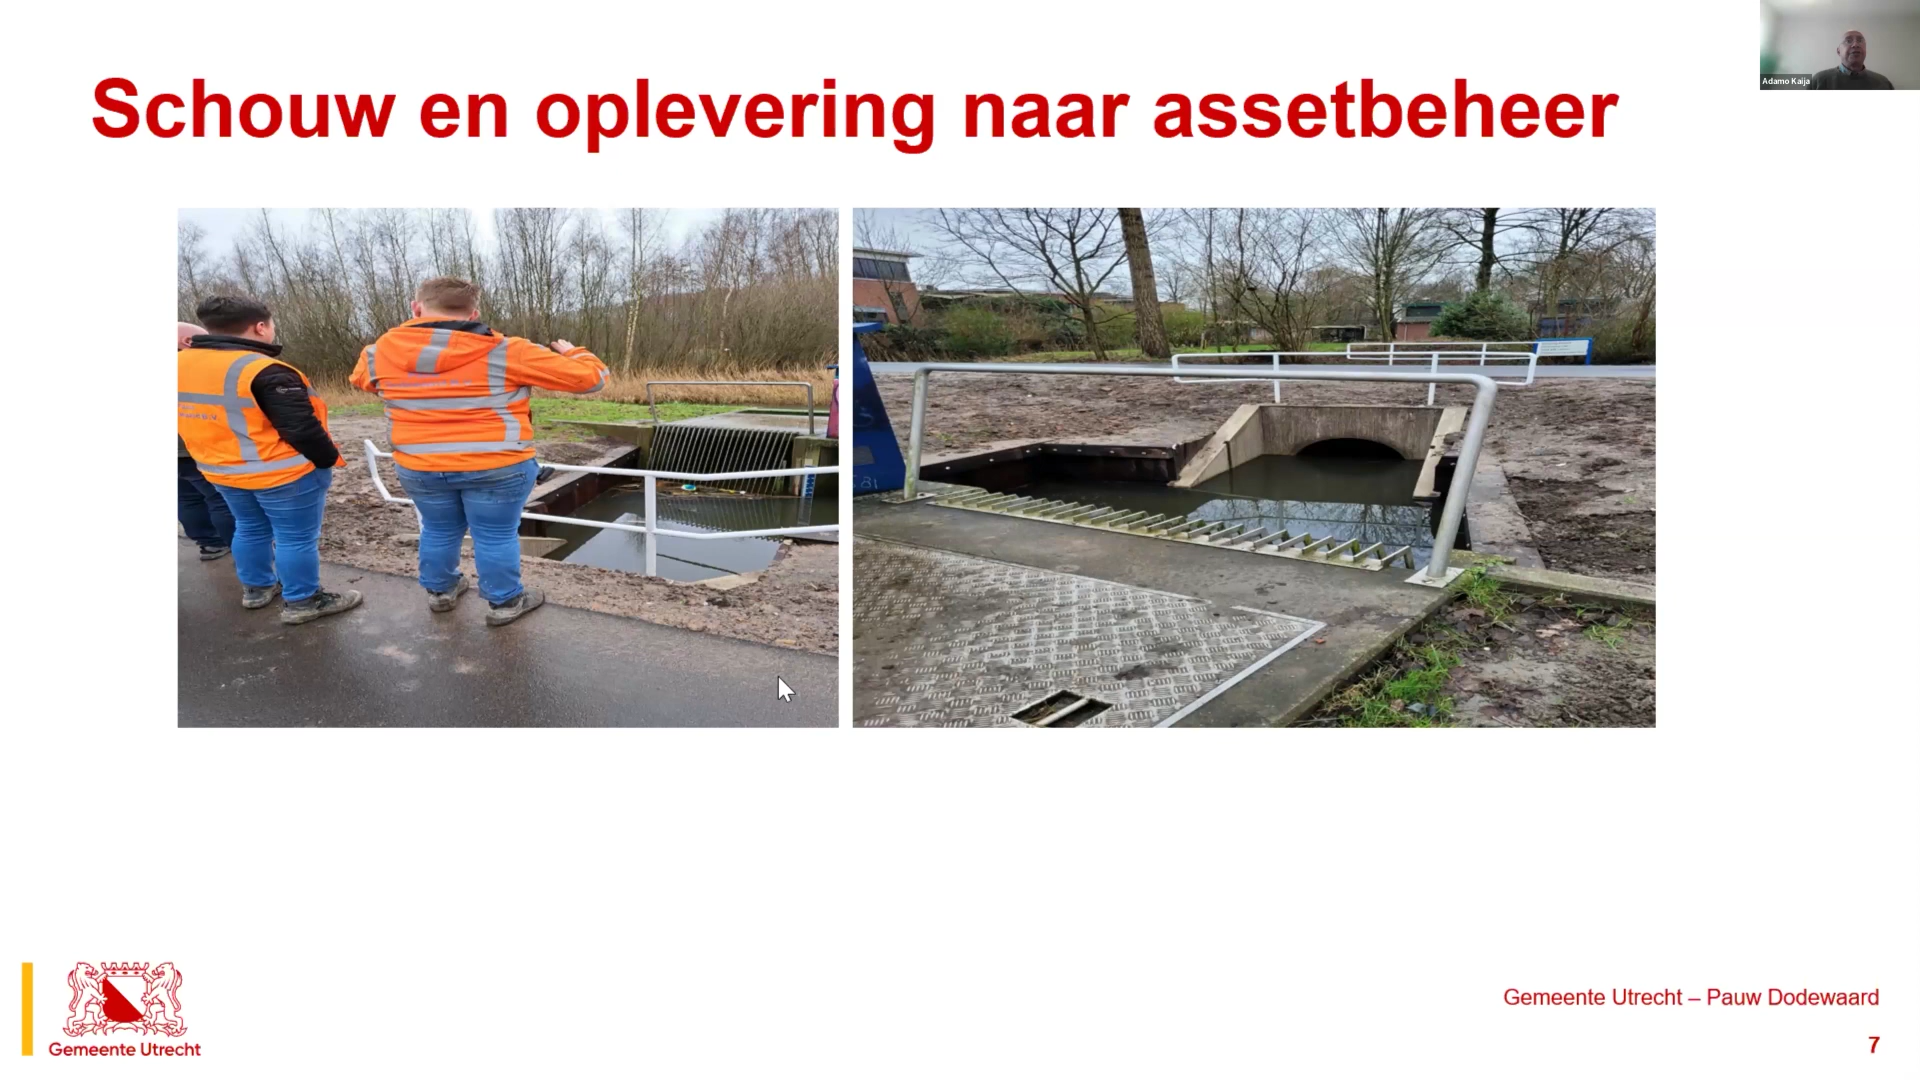 Adamo Kaija
Schouw en oplevering naar assetbeheer
Gemeente Utrecht – Pauw Dodewaard
Gemeente Utrecht
7